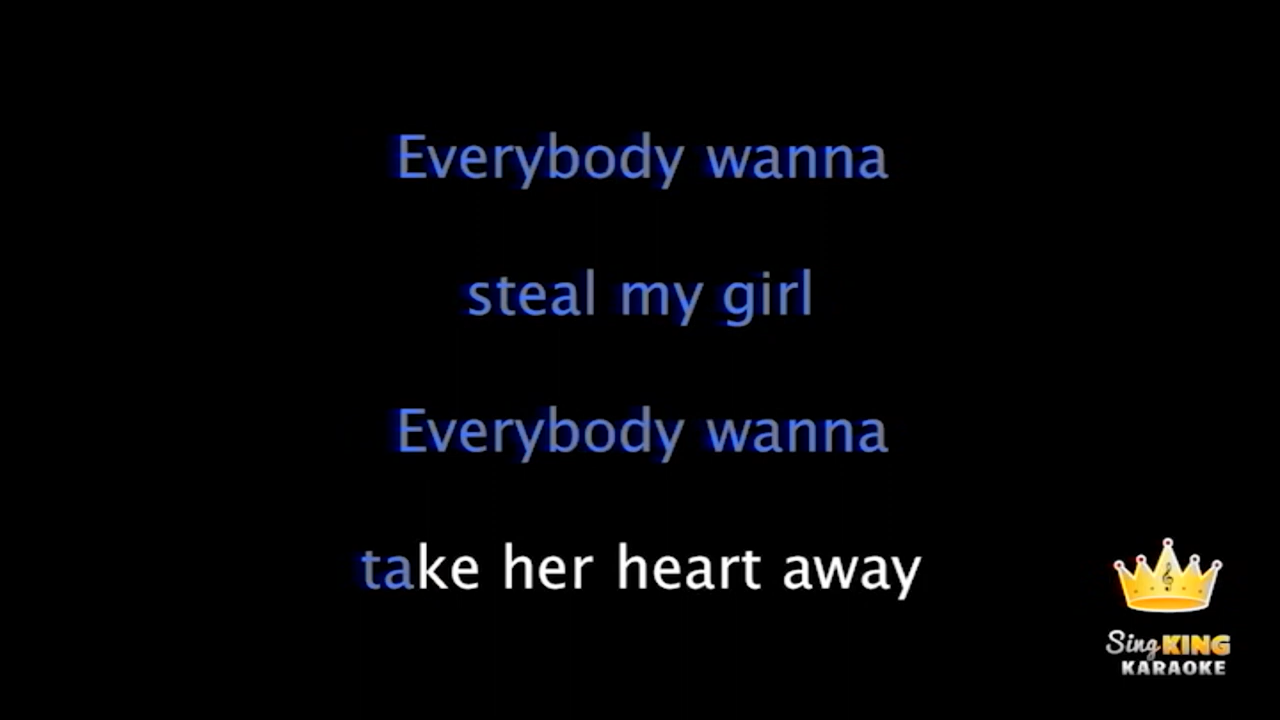 Everybody wanna
steal my girl
Everybody wanna
take her heart away
Sing KING
KARAOKE